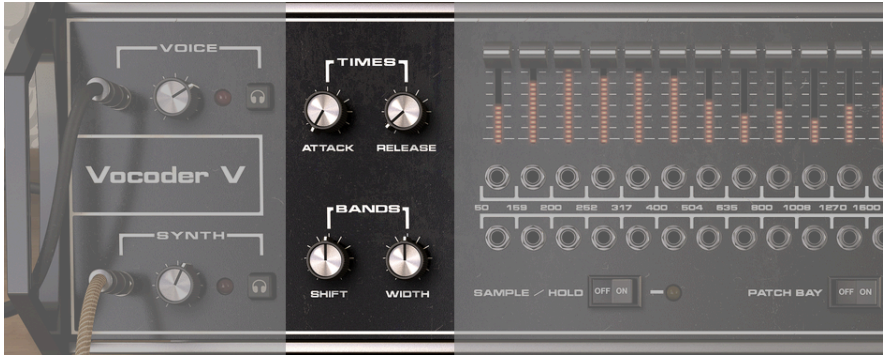 VOICE
TIMES
ATTACK RELEASE
Vocoder V
BANDS
SYNTH
SHIFT WIDTH
50 159 200 252 317 400 504 635 800 1008 1270 1600
SAMPLE / HOLD OFF ON PATCH BAY OFF ON